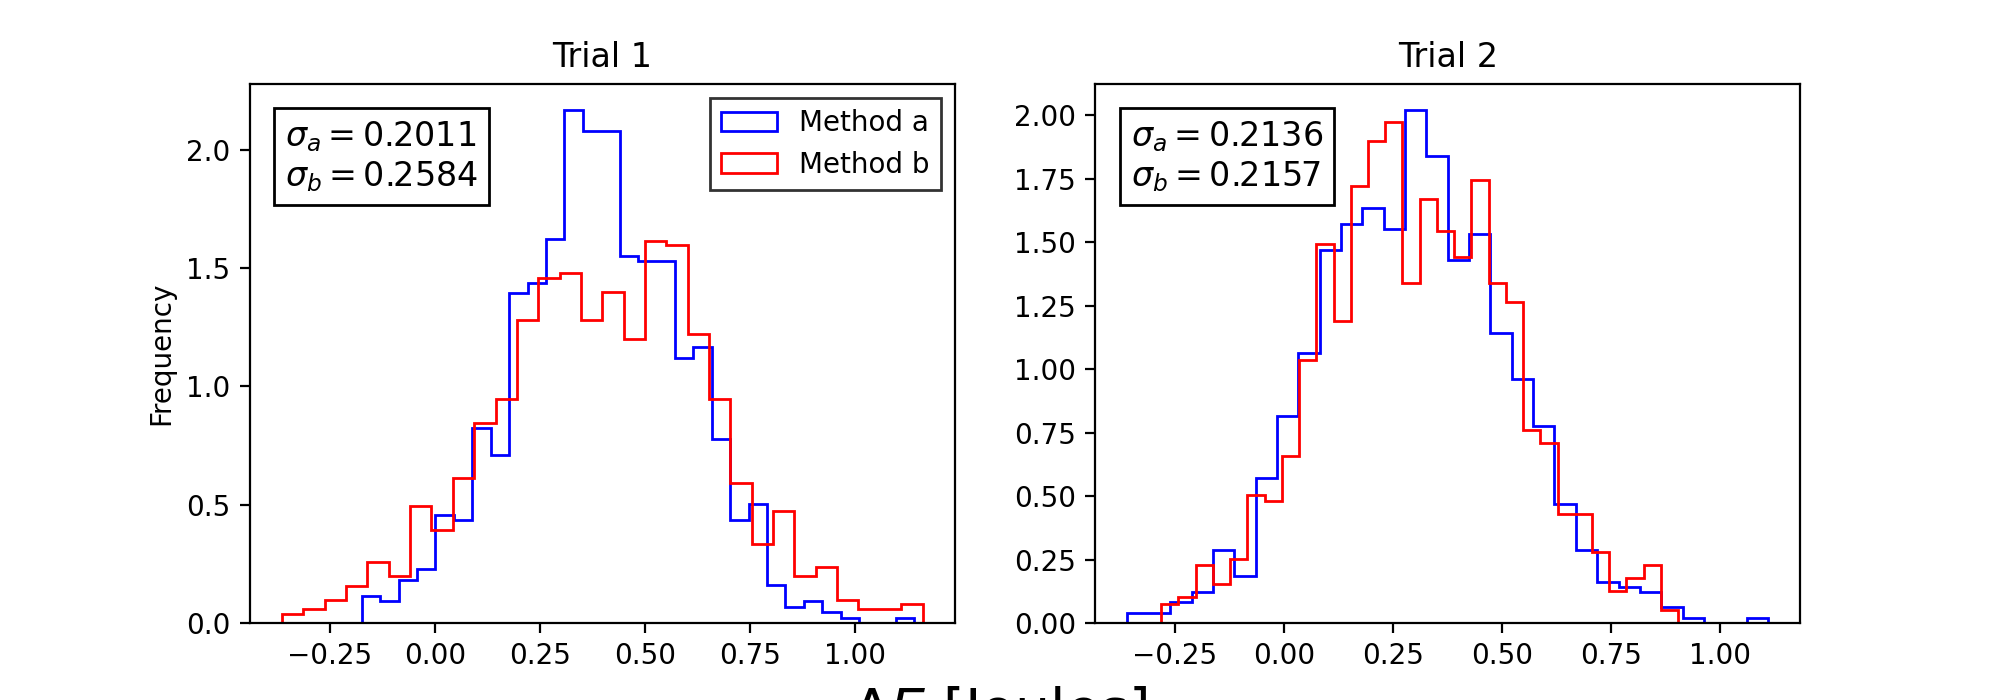 Trial 1
σa = 0.2011
σb = 0.2584
Method a
Method b
Frequency
2.0
1.5
1.0
0.5
0.0
−0.25 0.00 0.25 0.50 0.75 1.00
Trial 2
σa = 0.2136
σb = 0.2157
2.00
1.75
1.50
1.25
1.00
0.75
0.50
0.25
0.00
−0.25 0.00 0.25 0.50 0.75 1.00
ΔE [Joules]